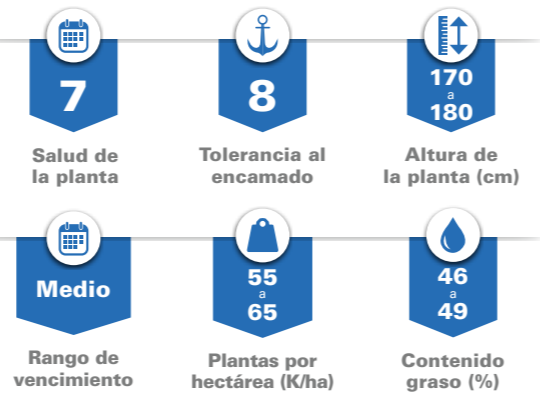 7
8
170
a
180
Salud de
la planta
Tolerancia al
encamado
Altura de
la planta (cm)
Medio
55
a
65
46
a
49
Rango de
vencimiento
Plantas por
hectárea (K/ha)
Contenido
graso (%)